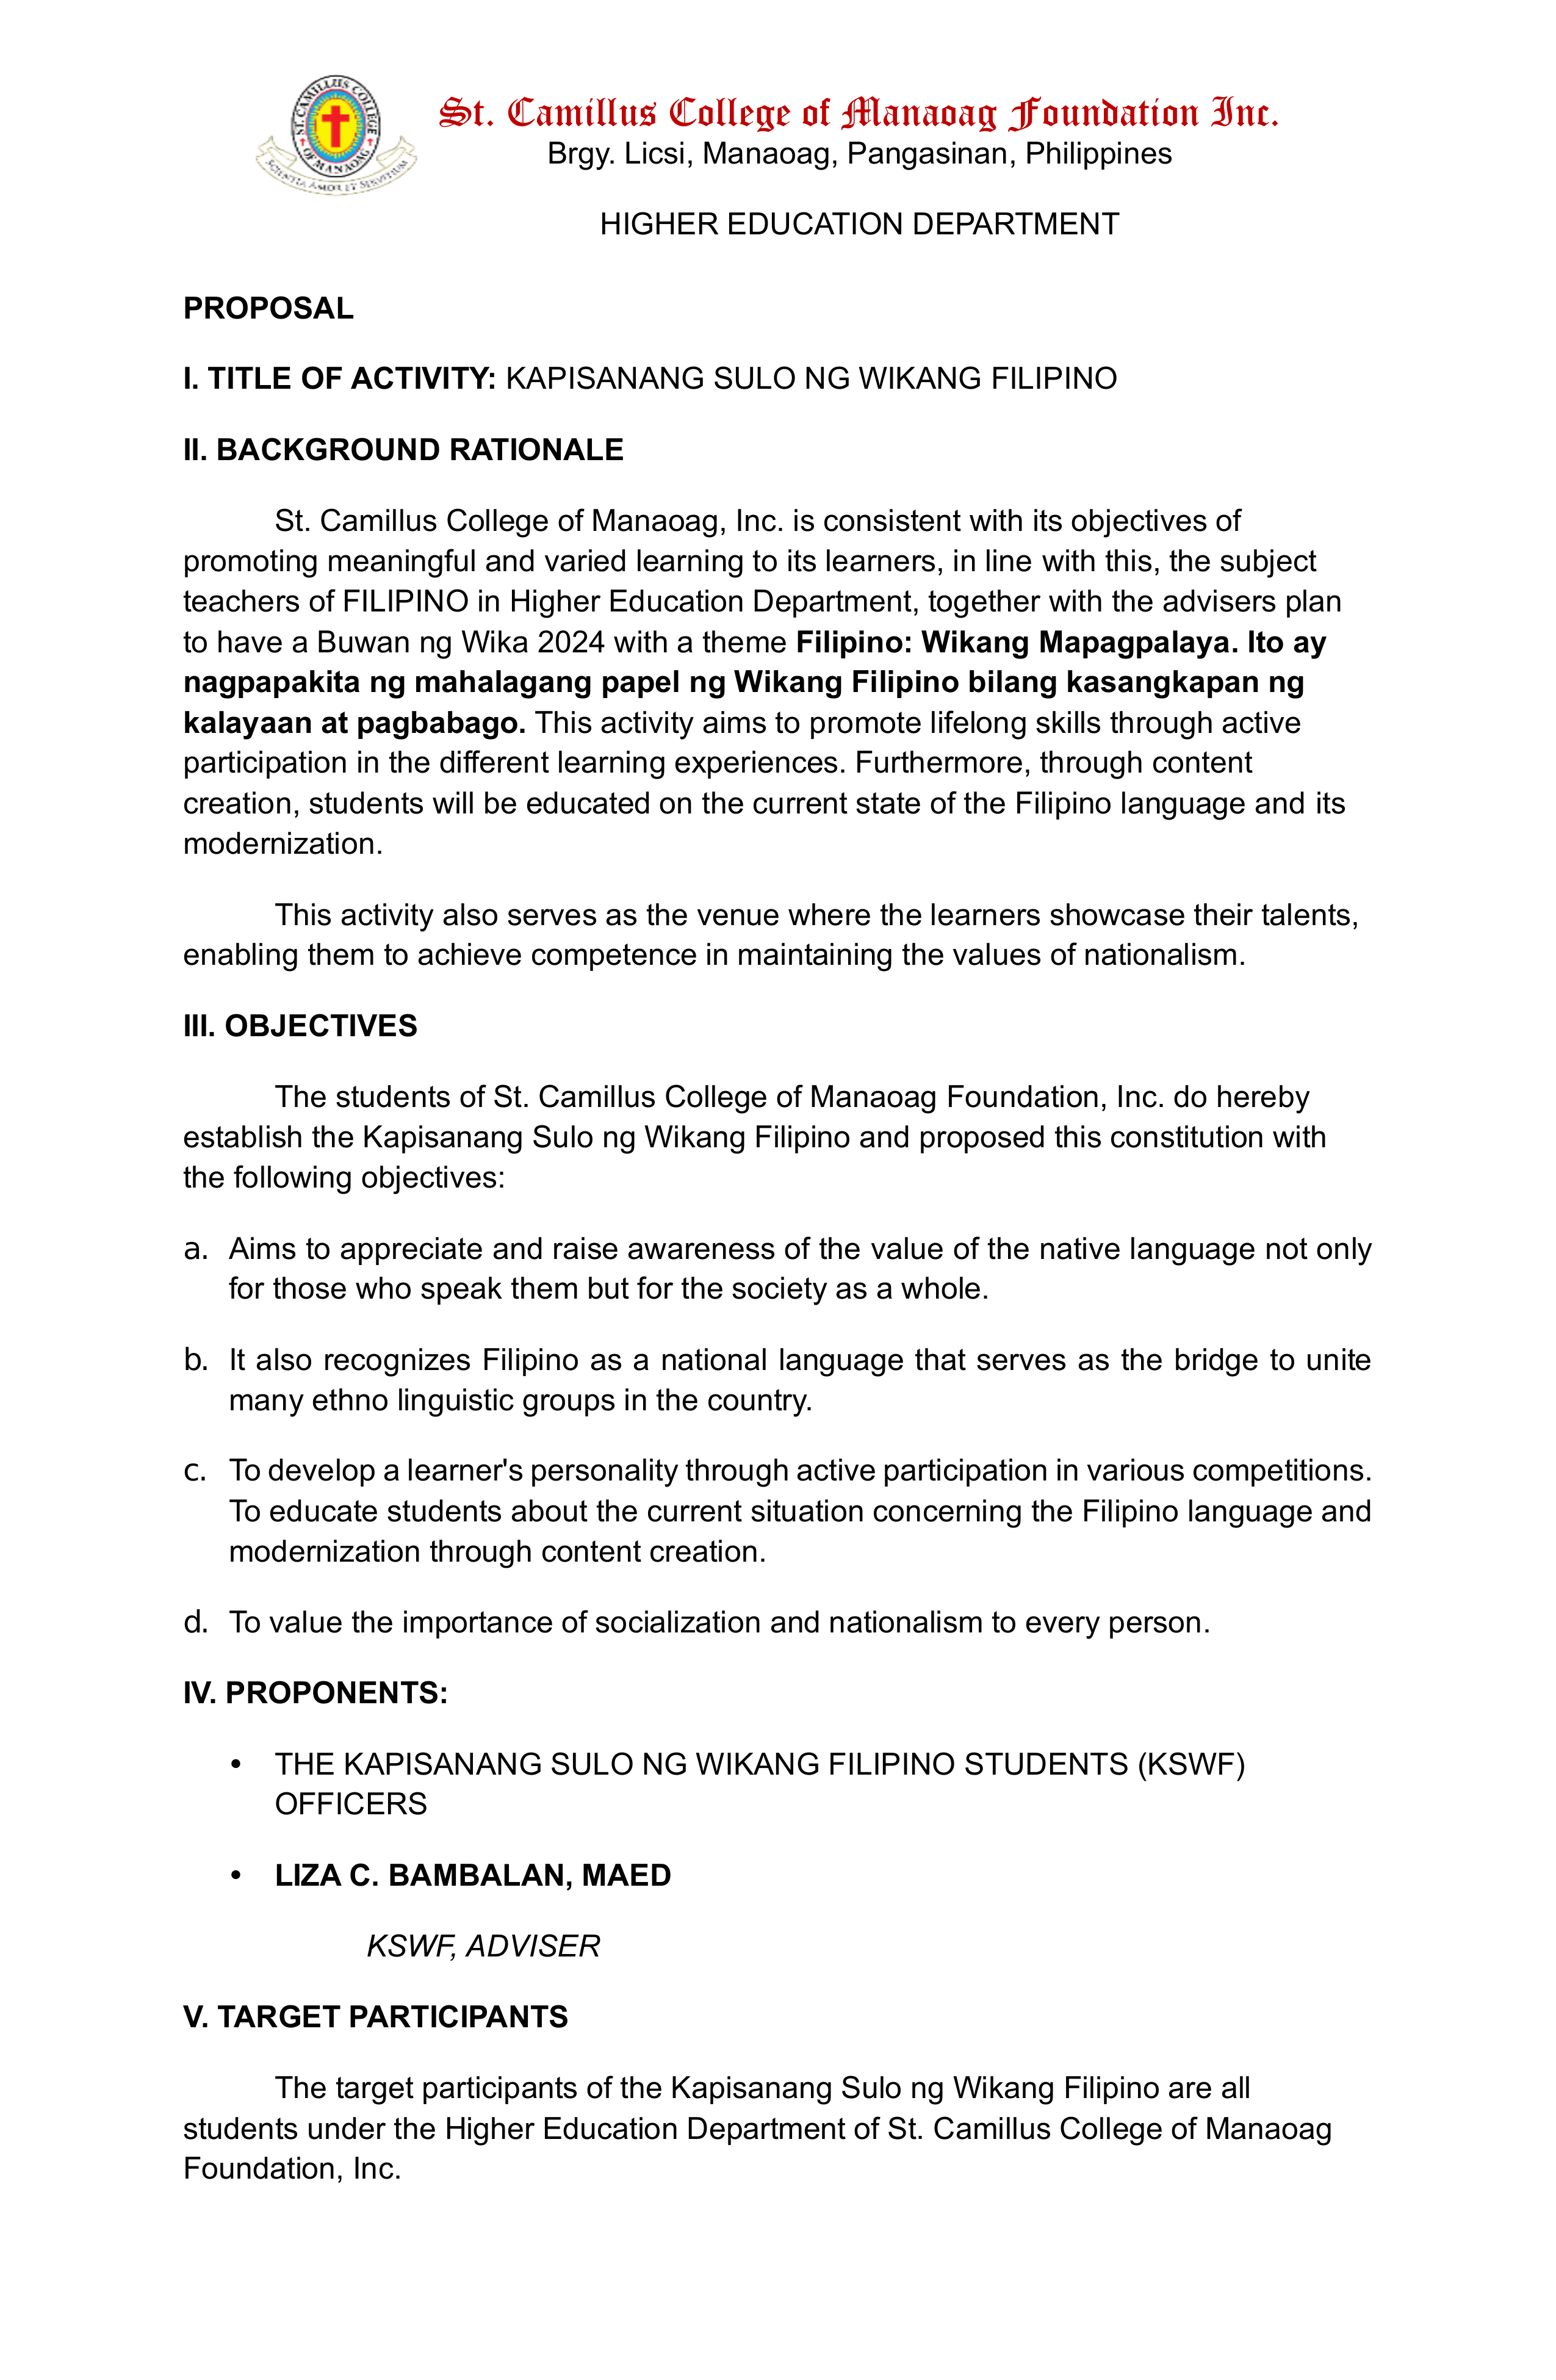 ST. CAMILLUS COLLEGE
OF MANAOAG
SCIENTIA AMOR ET SERVITIUM
St. Camillus College of Manaoag Foundation Inc.
Brgy. Licsi, Manaoag, Pangasinan, Philippines
HIGHER EDUCATION DEPARTMENT
PROPOSAL
I. TITLE OF ACTIVITY: KAPISANANG SULO NG WIKANG FILIPINO
II. BACKGROUND RATIONALE
St. Camillus College of Manaoag, Inc. is consistent with its objectives of
promoting meaningful and varied learning to its learners, in line with this, the subject
teachers of FILIPINO in Higher Education Department, together with the advisers plan
to have a Buwan ng Wika 2024 with a theme Filipino: Wikang Mapagpalaya. Ito ay
nagpapakita ng mahalagang papel ng Wikang Filipino bilang kasangkapan ng
kalayaan at pagbabago. This activity aims to promote lifelong skills through active
participation in the different learning experiences. Furthermore, through content
creation, students will be educated on the current state of the Filipino language and its
modernization.
This activity also serves as the venue where the learners showcase their talents,
enabling them to achieve competence in maintaining the values of nationalism.
III. OBJECTIVES
The students of St. Camillus College of Manaoag Foundation, Inc. do hereby
establish the Kapisanang Sulo ng Wikang Filipino and proposed this constitution with
the following objectives:
a. Aims to appreciate and raise awareness of the value of the native language not only
for those who speak them but for the society as a whole.
b. It also recognizes Filipino as a national language that serves as the bridge to unite
many ethno linguistic groups in the country.
c. To develop a learner's personality through active participation in various competitions.
To educate students about the current situation concerning the Filipino language and
modernization through content creation.
d. To value the importance of socialization and nationalism to every person.
IV. PROPONENTS:
• THE KAPISANANG SULO NG WIKANG FILIPINO STUDENTS (KSWF)
OFFICERS
• LIZA C. BAMBALAN, MAED
KSWF, ADVISER
V. TARGET PARTICIPANTS
The target participants of the Kapisanang Sulo ng Wikang Filipino are all
students under the Higher Education Department of St. Camillus College of Manaoag
Foundation, Inc.